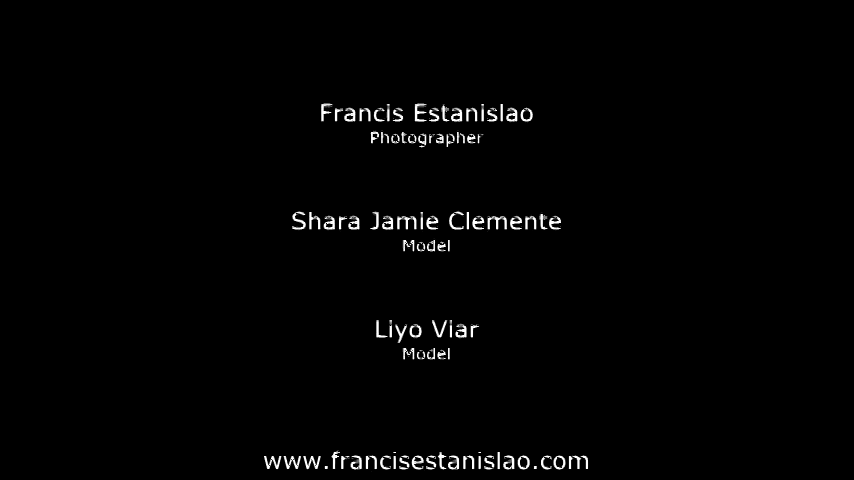 Francis Estanislao
Photographer
Shara Jamie Clemente
Model
Liyo Viar
Model
www.francisestanislao.com